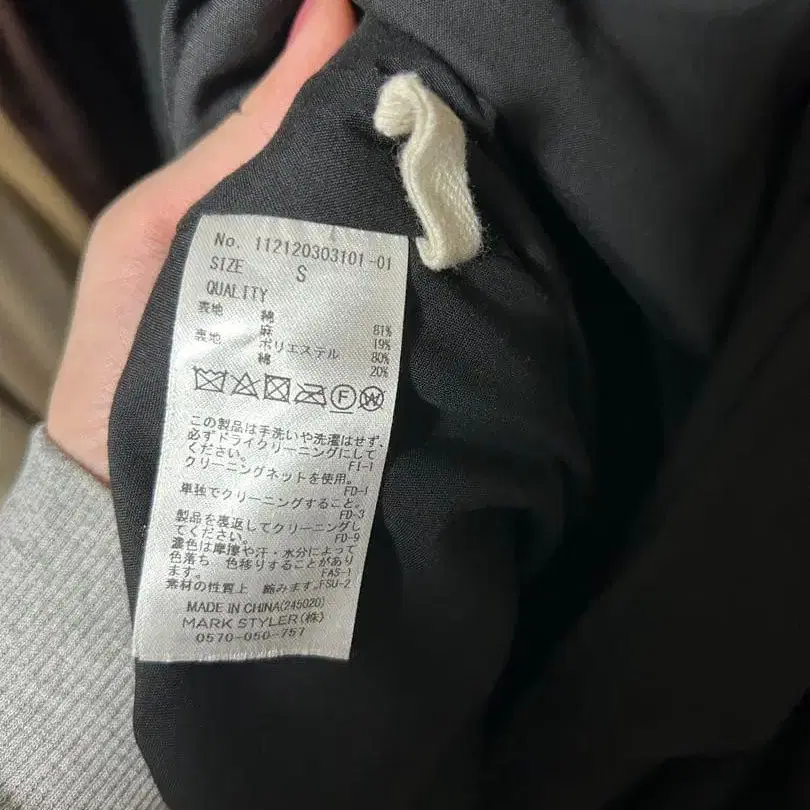 No. 112120303101-01
SIZE S
QUALITY
表地 綿 81%
麻 19%
表地 ポリエステル 80%
綿 20%
F W
この製品は手洗いや洗濯はせず、
必ずドライクリーニングにして
ください。 FI-1
クリーニングネットを使用。 FD-1
単独でクリーニングすること。 FD-3
製品を裏返してクリーニングし
てください。 FD-9
濃色は摩擦や汗・水分によって
色落ち 色移りすることがあり
ます。 FAS-1
素材の性質上 縮みます。FSU-2
MADE IN CHINA(245020)
MARK STYLER(株)
0570-050-757